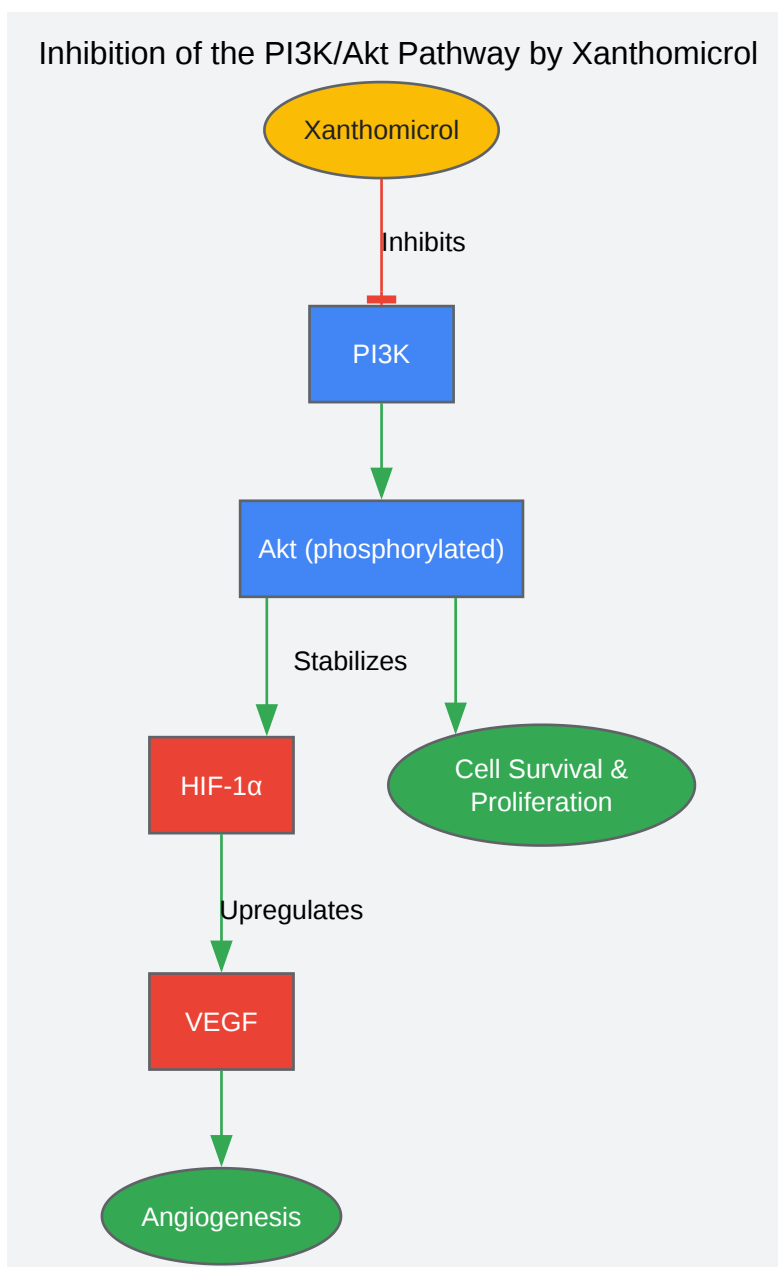 Inhibition of the PI3K/Akt Pathway by Xanthomicrol
Xanthomicrol
Inhibits
PI3K
Akt (phosphorylated)
Stabilizes
HIF-1α
Cell Survival &
Proliferation
Upregulates
VEGF
Angiogenesis